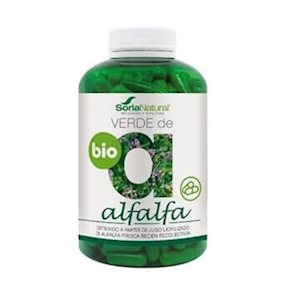 SoriaNatural
VERDE de
bio
a
alfalfa
OBTENIDO A PARTIR DE JUGO LIOFILIZADO
DE ALFALFA FRESCA RECIÉN RECOLECTADA